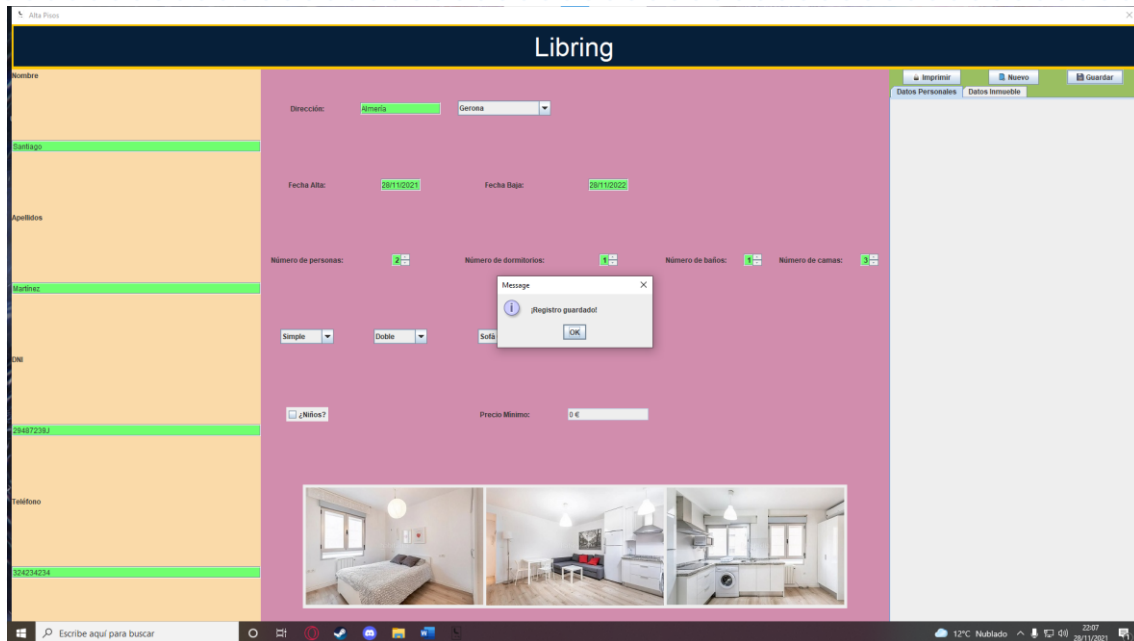 Alta Pisos
Libring
Nombre
Santiago
Apellidos
Martínez
DNI
29487239J
Teléfono
324234234
Dirección: Almería Gerona
Fecha Alta: 28/11/2021 Fecha Baja: 28/11/2022
Número de personas: 2 Número de dormitorios: 1 Número de baños: 1 Número de camas: 3
Message
¡Registro guardado!
OK
Simple Doble Sofá
¿Niños? Precio Minimo: 0 €
Imprimir Nuevo Guardar
Datos Personales Datos Inmueble
Escribe aquí para buscar
12°C Nublado
22:07
28/11/2021